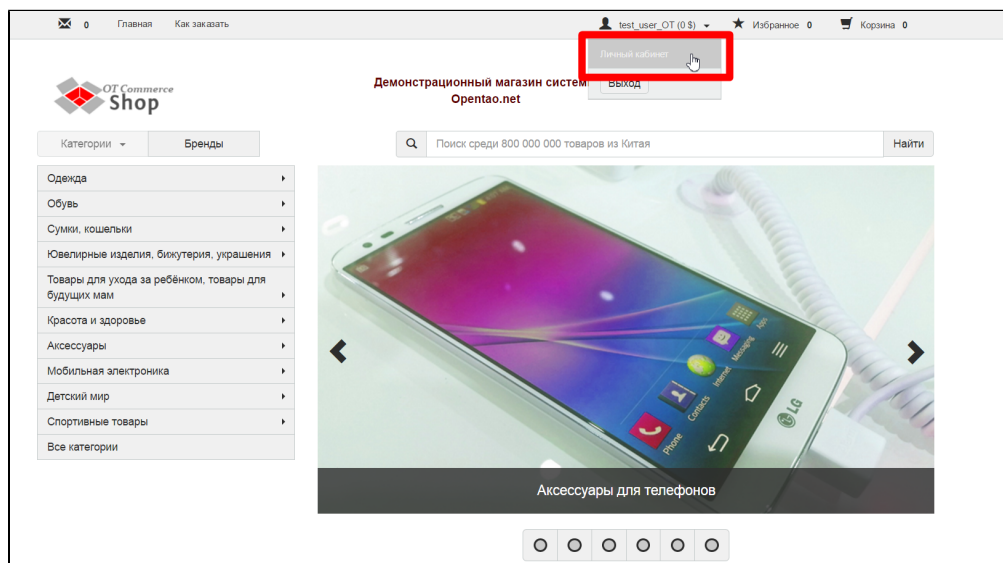 0 Главная Как заказать test_user_OT (0 $) Избранное 0 Корзина 0
Личный кабинет
Выход
OT Commerce
Shop
Демонстрационный магазин систем
Opentao.net
Категории Бренды Поиск среди 800 000 000 товаров из Китая Найти
Одежда
Обувь
Сумки, кошельки
Ювелирные изделия, бижутерия, украшения
Товары для ухода за ребёнком, товары для
будущих мам
Красота и здоровье
Аксессуары
Мобильная электроника
Детский мир
Спортивные товары
Все категории
Apps
Messaging
Internet
Contacts
Phone
LG
Аксессуары для телефонов